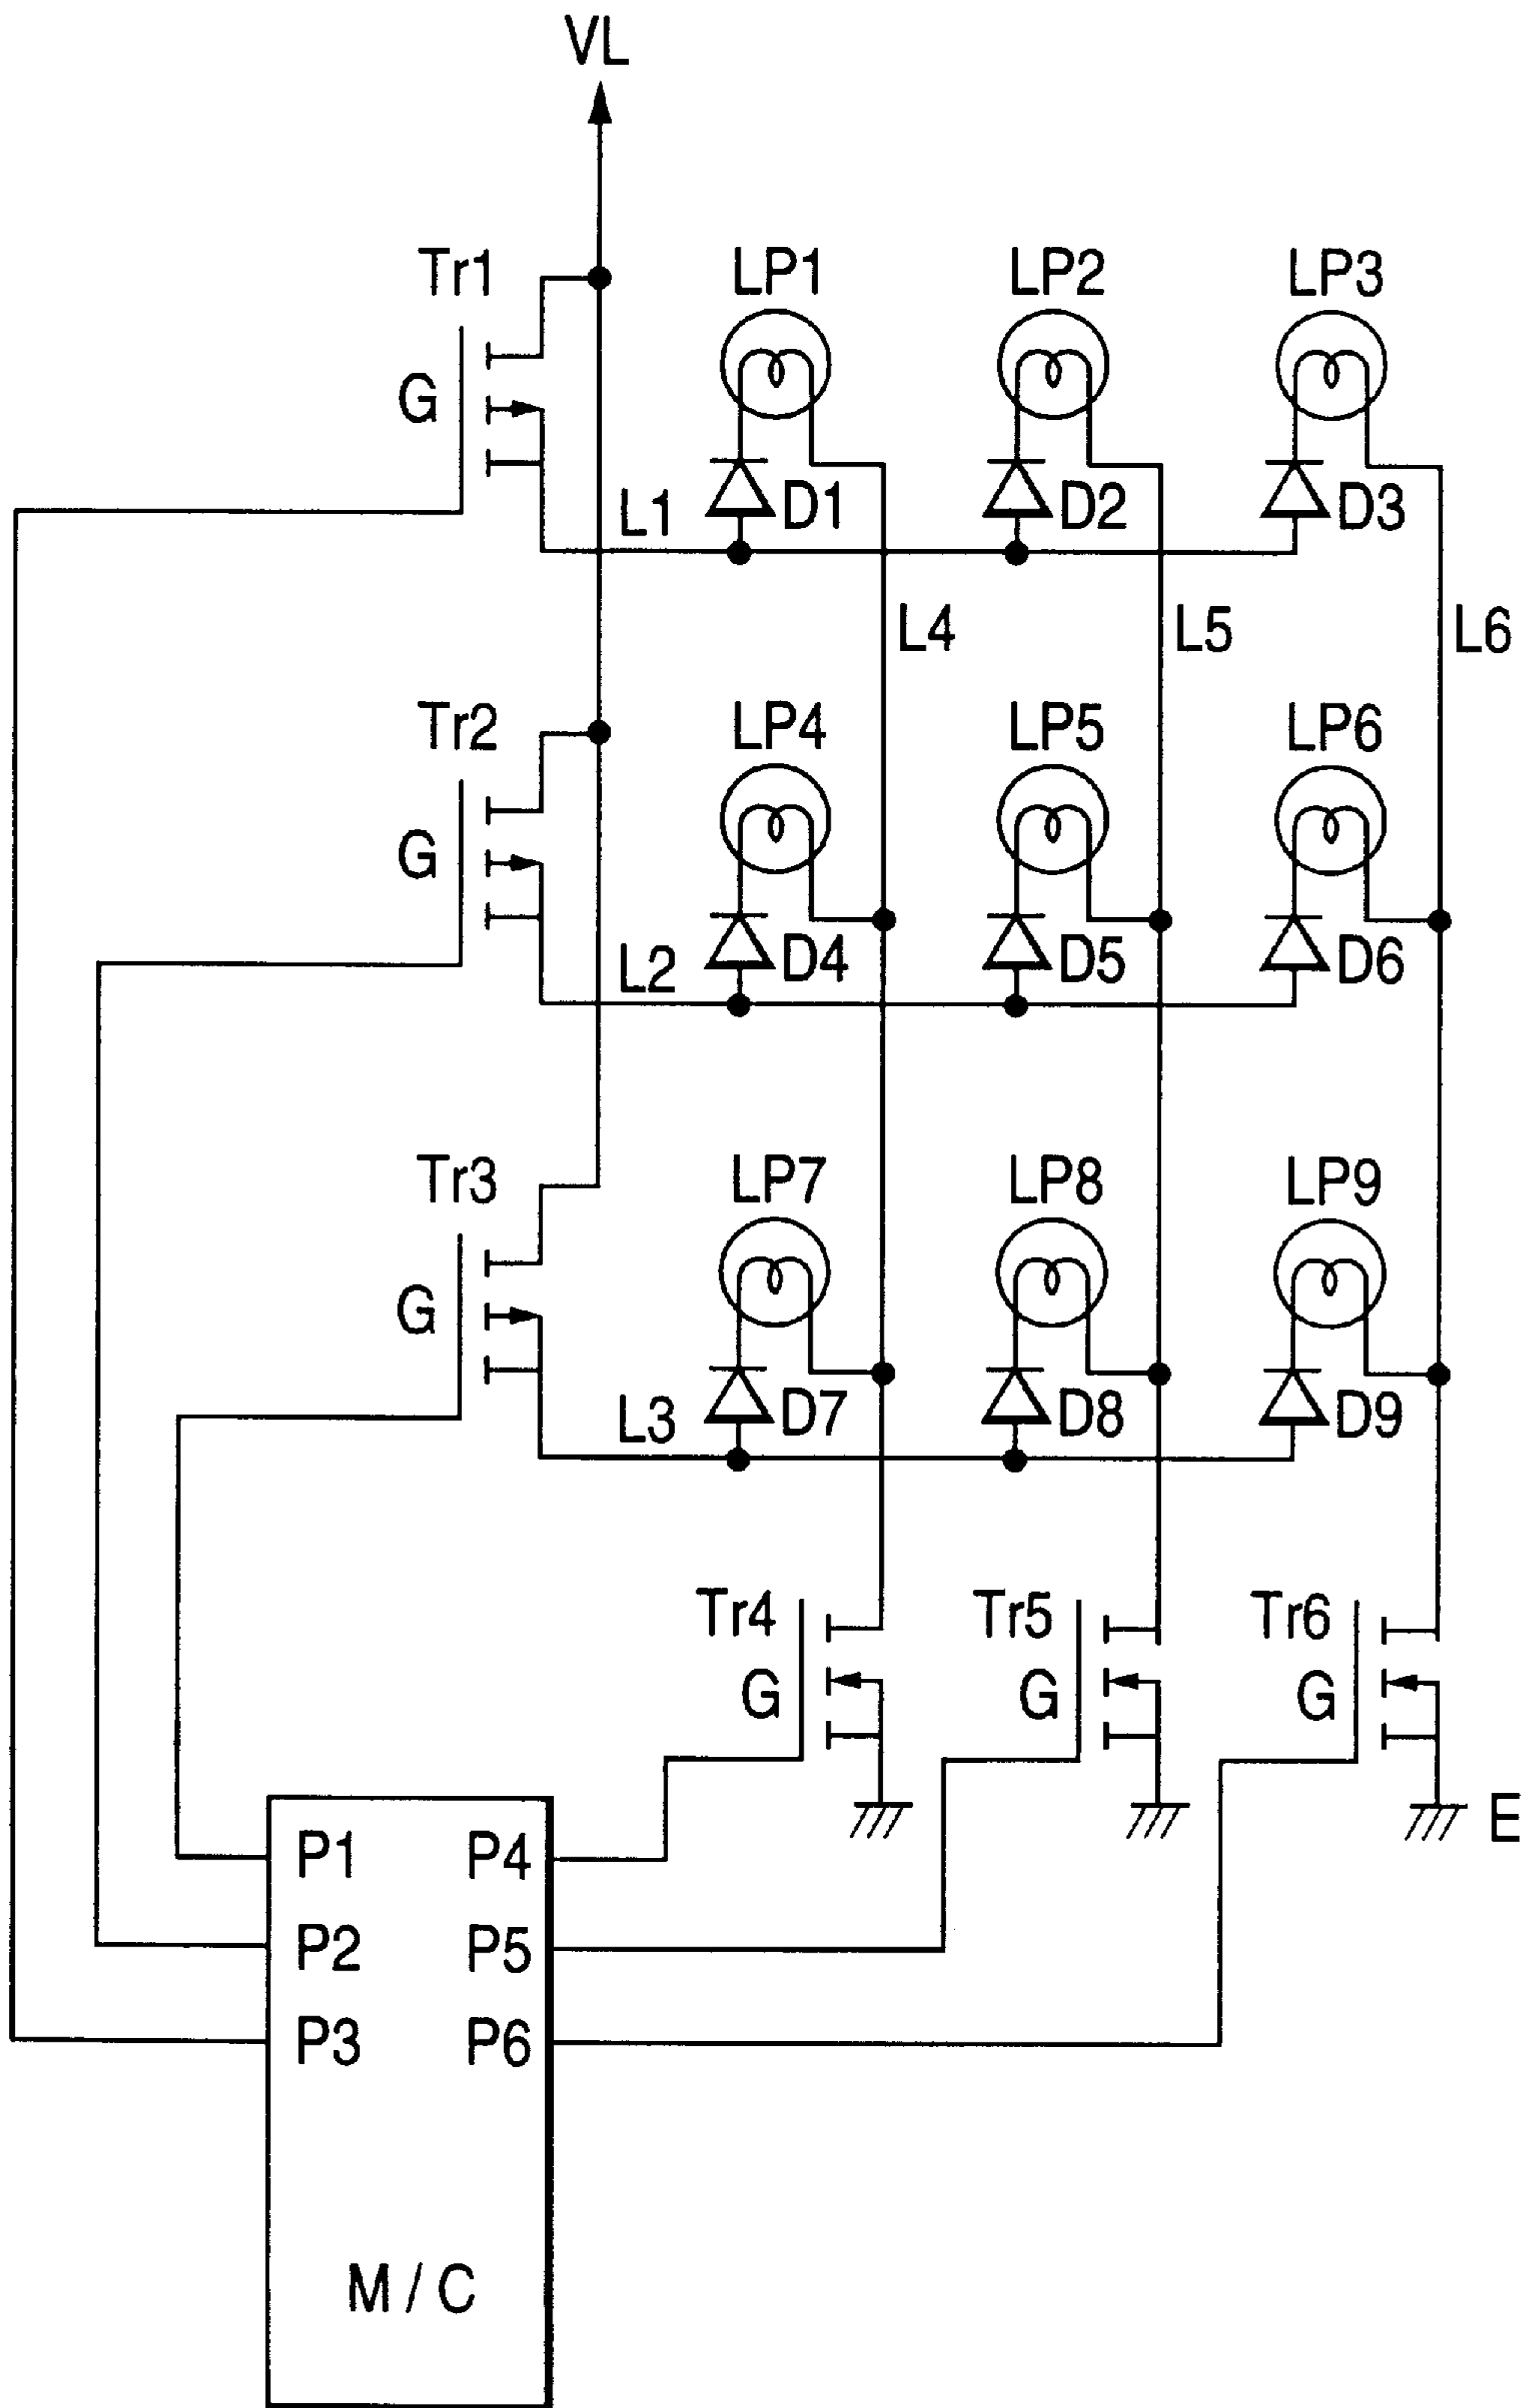 VL
Tr1 LP1 LP2 LP3
G
L1 D1 D2 D3
L4 L5 L6
Tr2 LP4 LP5 LP6
G
L2 D4 D5 D6
Tr3 LP7 LP8 LP9
G
L3 D7 D8 D9
Tr4 Tr5 Tr6
G G G
E
P1 P4
P2 P5
P3 P6
M / C